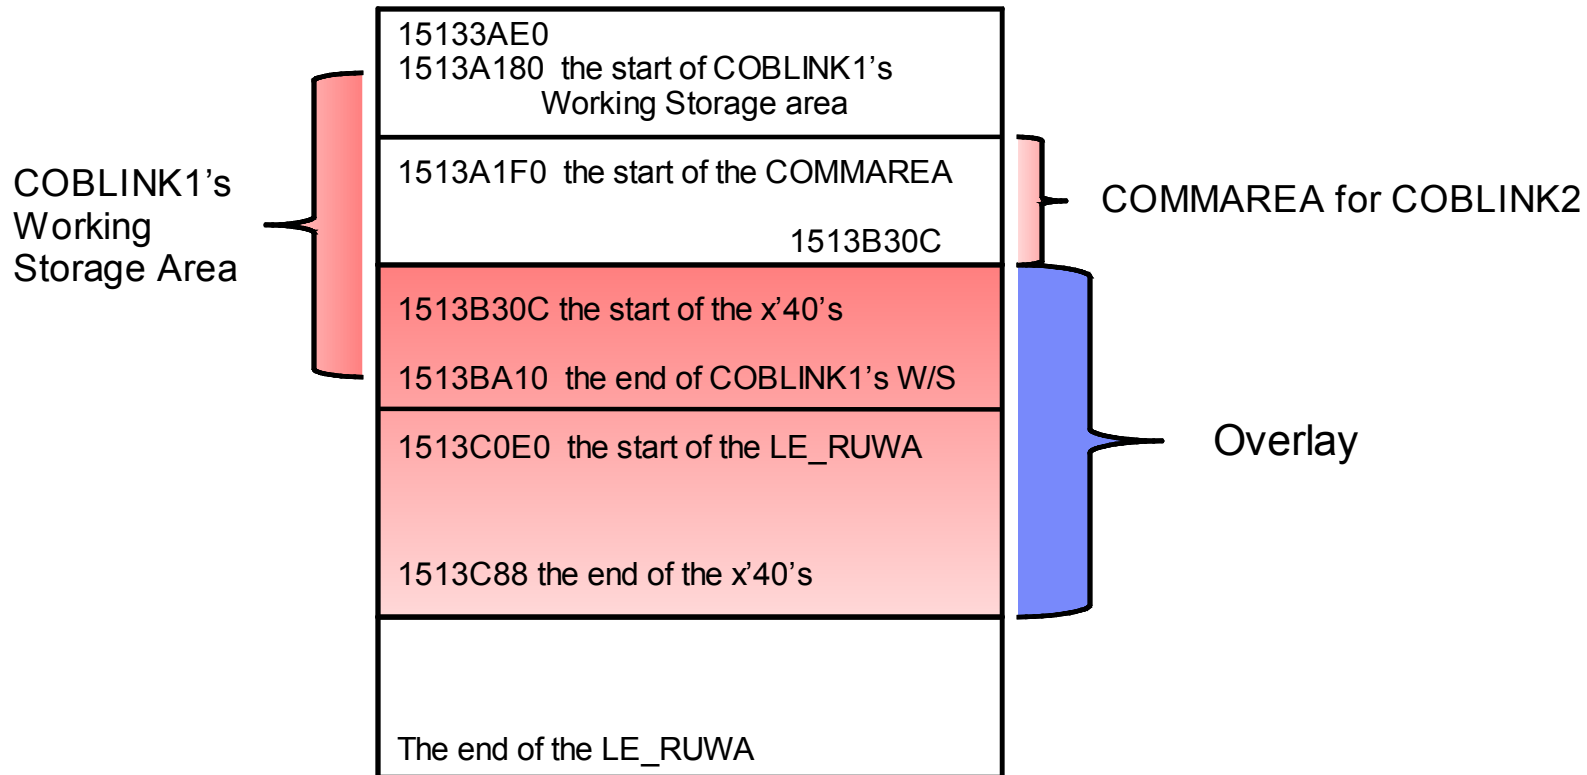 15133AE0
1513A180 the start of COBLINK1's
Working Storage area
1513A1F0 the start of the COMMAREA
1513B30C
1513B30C the start of the x'40's
1513BA10 the end of COBLINK1's W/S
1513C0E0 the start of the LE_RUWA
1513C88 the end of the x'40's
The end of the LE_RUWA
COBLINK1's
Working
Storage Area
COMMAREA for COBLINK2
Overlay